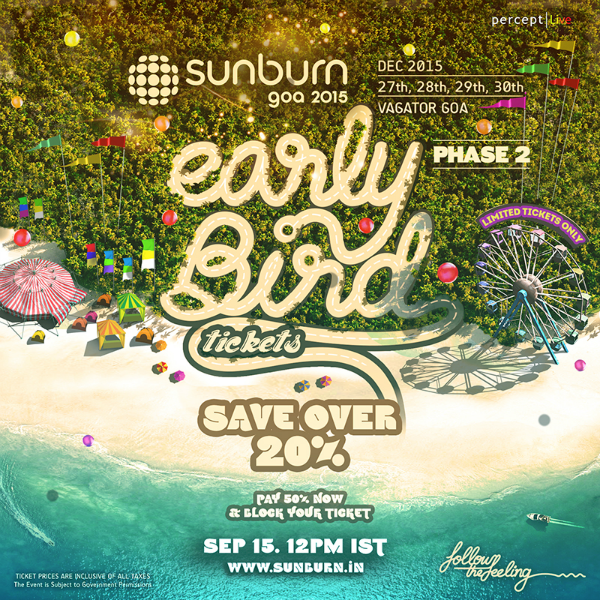 percept|Live.
sunburn
goa 2015
DEC 2015
27th, 28th, 29th, 30th
VAGATOR GOA
early
Bird
tickets
PHASE 2
LIMITED TICKETS ONLY
SAVE OVER
20%
PAY 50% NOW
& BLOCK YOUR TICKET
SEP 15. 12PM IST
WWW.SUNBURN.IN
TICKET PRICES ARE INCLUSIVE OF ALL TAXES
The Event is Subject to Government Permissions
follow
the feeling